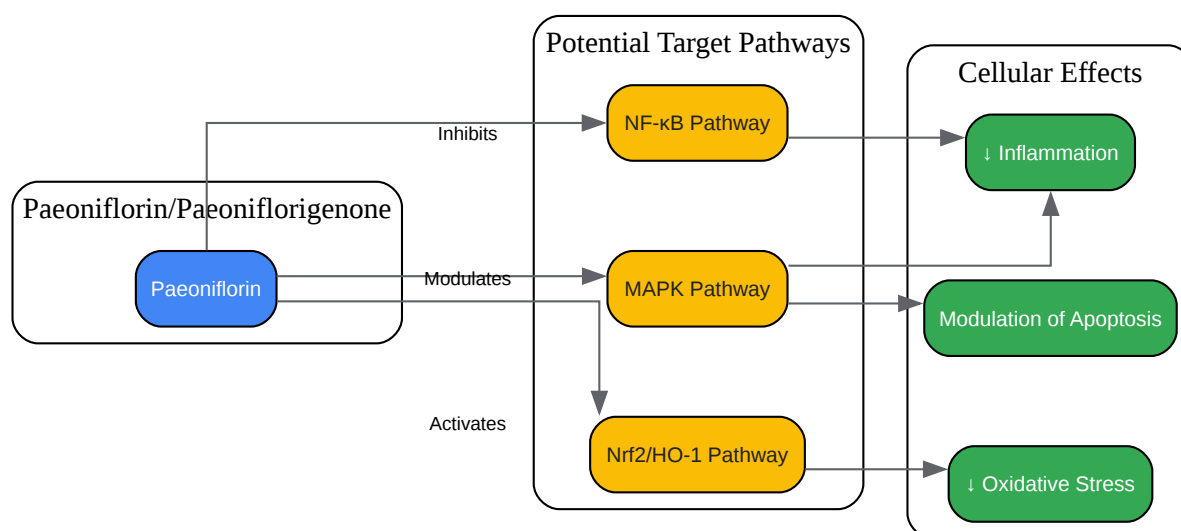 Potential Target Pathways
Cellular Effects
NF-κB Pathway
Inhibits
↓ Inflammation
Paeoniflorin/Paeoniflorigenone
Paeoniflorin
Modulates
MAPK Pathway
Modulation of Apoptosis
Activates
Nrf2/HO-1 Pathway
↓ Oxidative Stress